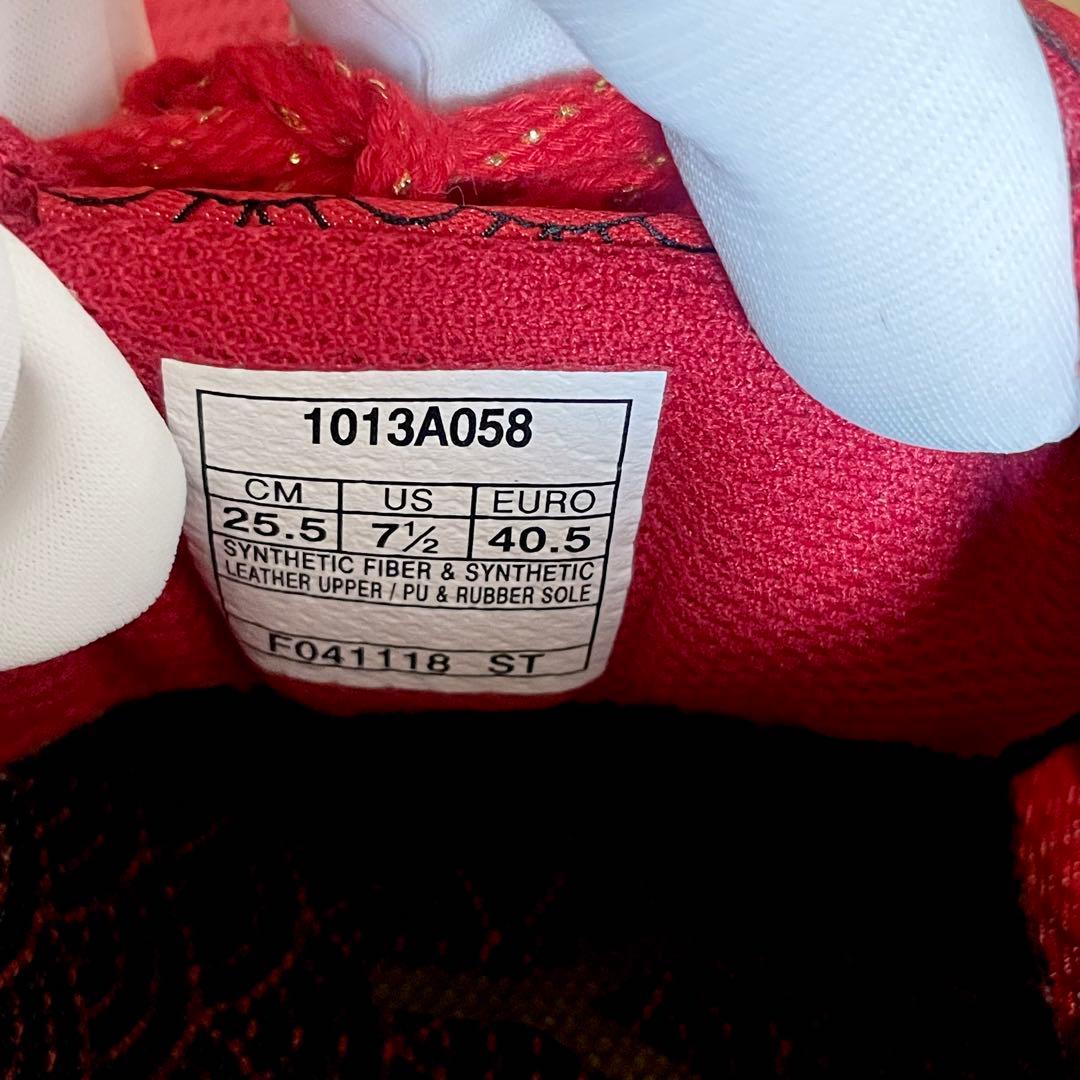 1013A058
CM US EURO
25.5 7½ 40.5
SYNTHETIC FIBER & SYNTHETIC
LEATHER UPPER / PU & RUBBER SOLE
F041118 ST